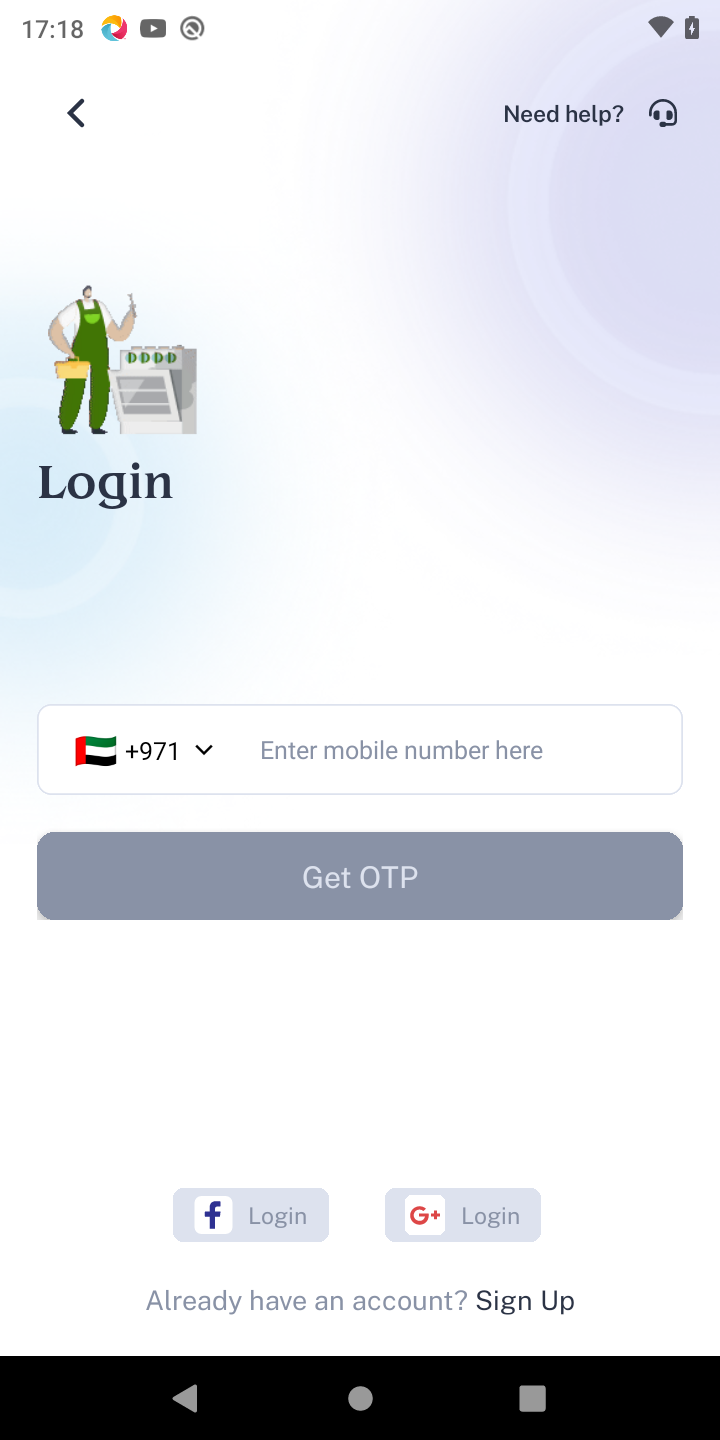 17:18
Need help?
Login
+971
Enter mobile number here
Get OTP
f Login
G+ Login
Already have an account? Sign Up